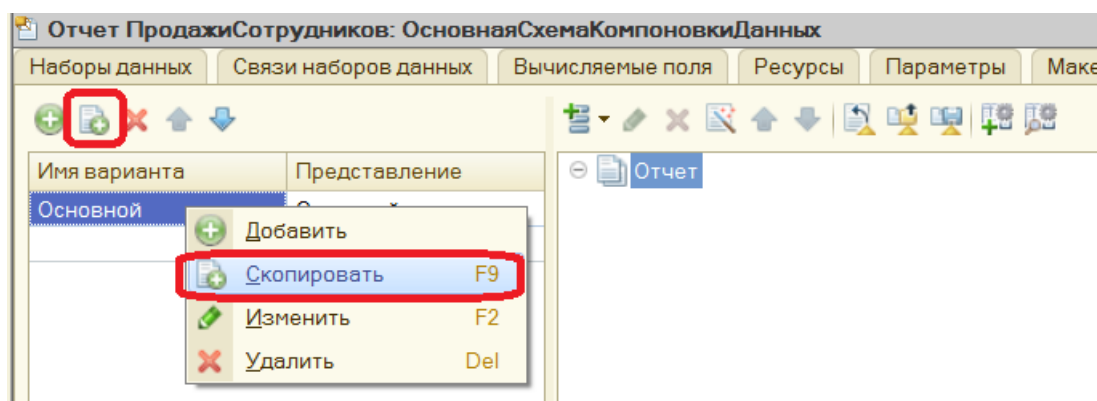 Отчет ПродажиСотрудников: ОсновнаяСхемаКомпоновкиДанных
Наборы данных Связи наборов данных Вычисляемые поля Ресурсы Параметры Маке
Имя варианта Представление
Отчет
Основной
Добавить
Скопировать F9
Изменить F2
Удалить Del